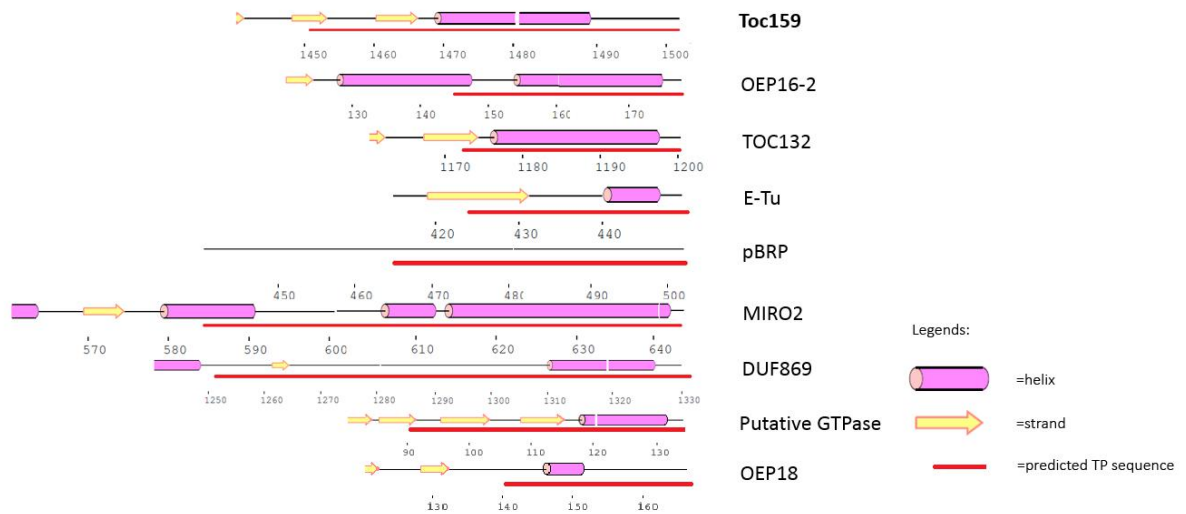 Toc159
1450 1460 1470 1480 1490 1500
OEP16-2
130 140 150 160 170
TOC132
1170 1180 1190 1200
E-Tu
420 430 440
pBRP
450 460 470 480 490 500
MIRO2
Legends:
570 580 590 600 610 620 630 640
DUF869
=helix
1250 1260 1270 1280 1290 1300 1310 1320 1330
Putative GTPase
=strand
90 100 110 120 130
OEP18
=predicted TP sequence
130 140 150 160